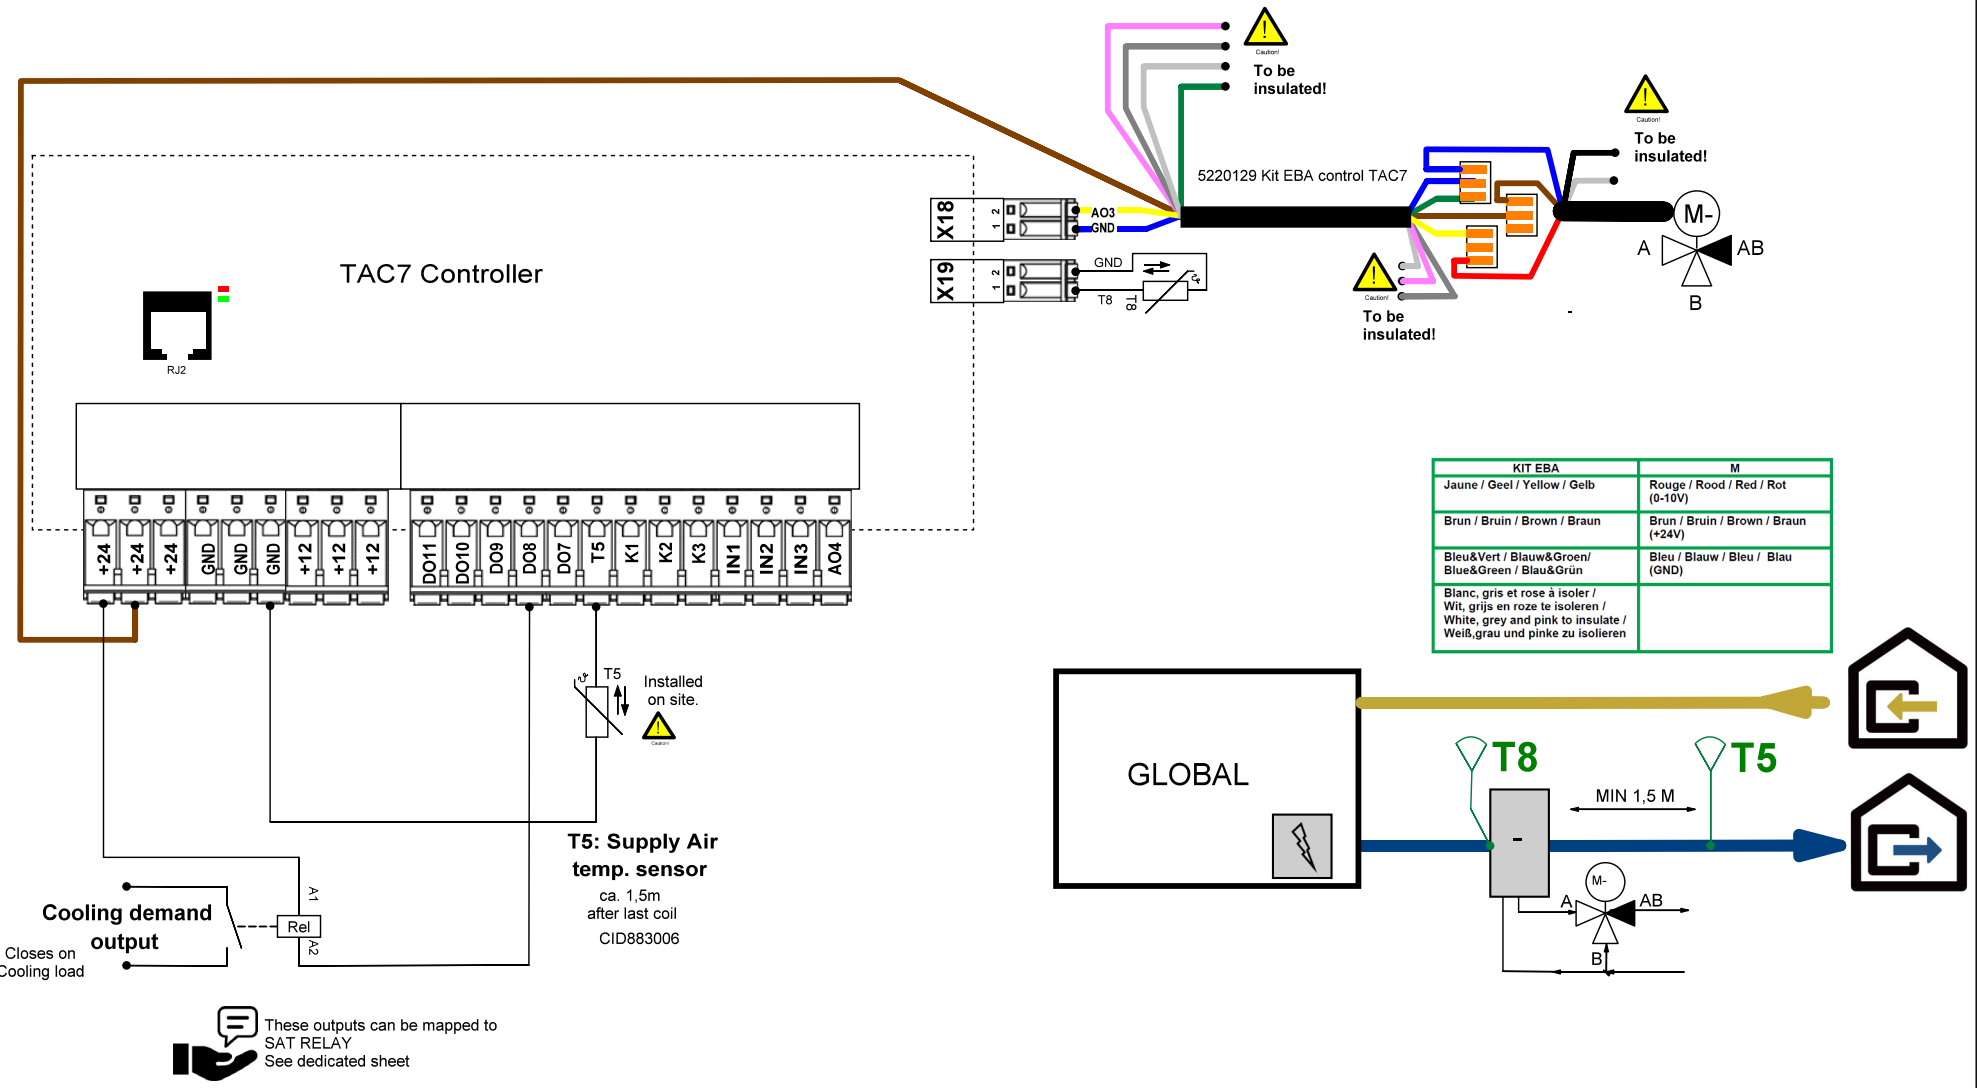 Caution!
To be
insulated!
Caution!
To be
insulated!
5220129 Kit EBA control TAC7
X18
2
1
AO3
GND
M-
A
AB
B
X19
2
1
GND
T8
T8
Caution!
To be
insulated!
-
TAC7 Controller
RJ2
+24
+24
+24
GND
GND
GND
+12
+12
+12
DO11
DO10
DO9
DO8
DO7
T5
K1
K2
K3
IN1
IN2
IN3
AO4
KIT EBA
M
Jaune / Geel / Yellow / Gelb
Rouge / Rood / Red / Rot
(0-10V)
Brun / Bruin / Brown / Braun
Brun / Bruin / Brown / Braun
(+24V)
Bleu&Vert / Blauw&Groen/
Blue&Green / Blau&Grün
Bleu / Blauw / Bleu / Blau
(GND)
Blanc, gris et rose à isoler /
Wit, grijs en roze te isoleren /
White, grey and pink to insulate /
Weiß,grau und pinke zu isolieren
T5
Installed
on site.
Caution!
T5: Supply Air
temp. sensor
ca. 1,5m
after last coil
CID883006
A1
Rel
A2
Cooling demand
output
Closes on
Cooling load
These outputs can be mapped to
SAT RELAY
See dedicated sheet
GLOBAL
T8
T5
MIN 1,5 M
-
M-
A
AB
B